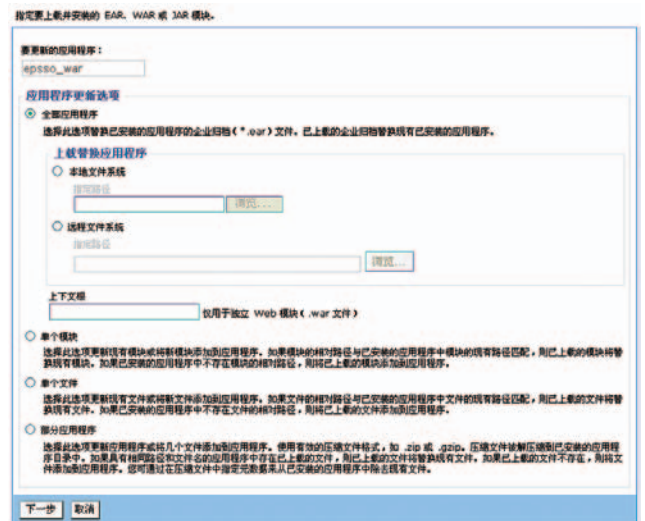 指定要上载并安装的 EAR、WAR 或 JAR 模块。
要更新的应用程序：
epsso_war
应用程序更新选项
全部应用程序
选择此选项替换已安装的应用程序的企业归档（*.ear）文件。已上载的企业归档替换现有已安装的应用程序。
上载替换应用程序
本地文件系统
指定路径
浏览...
远程文件系统
指定路径
浏览...
上下文根
仅用于独立 Web 模块（.war 文件）
单个模块
选择此选项更新现有模块或将新模块添加到应用程序。如果模块的相对路径与已安装的应用程序中模块的现有路径匹配，则已上载的模块将替
换现有模块。如果已安装的应用程序中不存在模块的相对路径，则将已上载的模块添加到应用程序。
单个文件
选择此选项更新现有文件或将新文件添加到应用程序。如果文件的相对路径与已安装的应用程序中文件的现有路径匹配，则已上载的文件将替
换现有文件。如果已安装的应用程序中不存在文件的相对路径，则将已上载的文件添加到应用程序。
部分应用程序
选择此选项更新应用程序或将几个文件添加到应用程序。使用有效的压缩文件格式，如 .zip 或 .gzip。压缩文件被解压缩到已安装的应用程
序目录中。如果具有相同路径和文件名的应用程序中存在已上载的文件，则已上载的文件将替换现有文件。如果已上载的文件不存在，则将文
件添加到应用程序。您可通过在压缩文件中指定元数据来从已安装的应用程序中除去现有文件。
下一步 取消